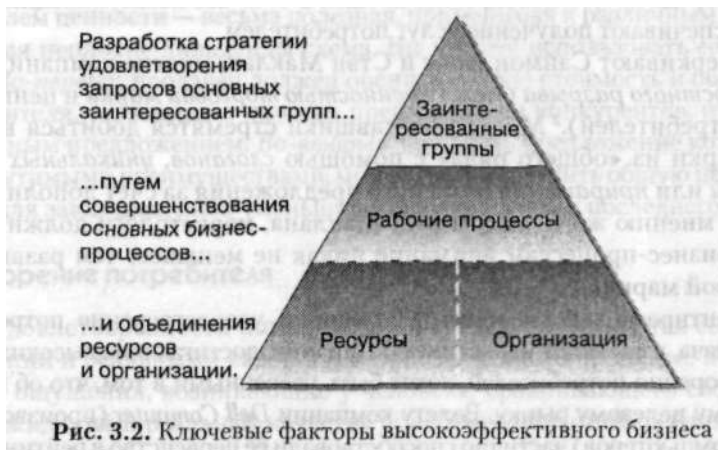 Разработка стратегии
удовлетворения
запросов основных
заинтересованных групп...
Заинте-
ресованные
группы
...путем
совершенствования
основных бизнес-
процессов...
Рабочие процессы
...и объединения
ресурсов
и организации.
Ресурсы
Организация
Рис. 3.2. Ключевые факторы высокоэффективного бизнеса